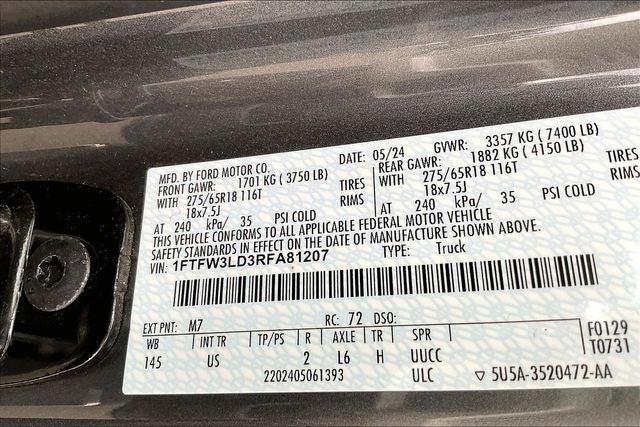 MFD. BY FORD MOTOR CO.
DATE: 05/24 GVWR: 3357 KG ( 7400 LB)
FRONT GAWR: 1701 KG ( 3750 LB) REAR GAWR: 1882 KG ( 4150 LB)
WITH 275/65R18 116T TIRES WITH 275/65R18 116T TIRES
18x7.5J RIMS 18x7.5J RIMS
AT 240 kPa/ 35 PSI COLD AT 240 kPa/ 35 PSI COLD
THIS VEHICLE CONFORMS TO ALL APPLICABLE FEDERAL MOTOR VEHICLE
SAFETY STANDARDS IN EFFECT ON THE DATE OF MANUFACTURE SHOWN ABOVE.
VIN: 1FTFW3LD3RFA81207 TYPE: Truck
EXT PNT: M7 RC: 72 DSO:
WB INT TR TP/PS R AXLE TR SPR F0129
145 US 2 L6 H UUCC T0731
2202405061393 ULC ▽ 5U5A-3520472-AA